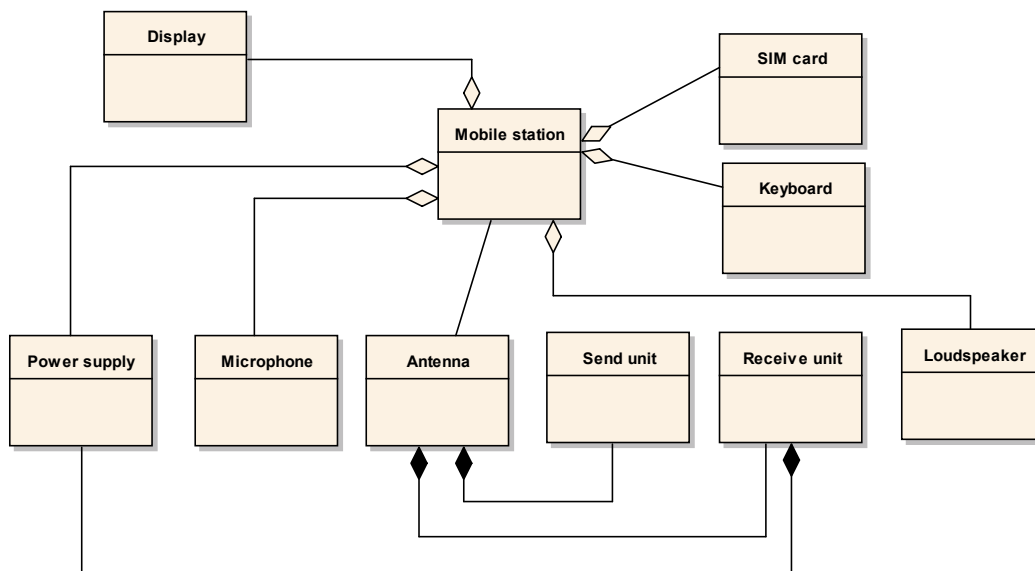 Display
SIM card
Mobile station
Keyboard
Power supply
Microphone
Antenna
Send unit
Receive unit
Loudspeaker